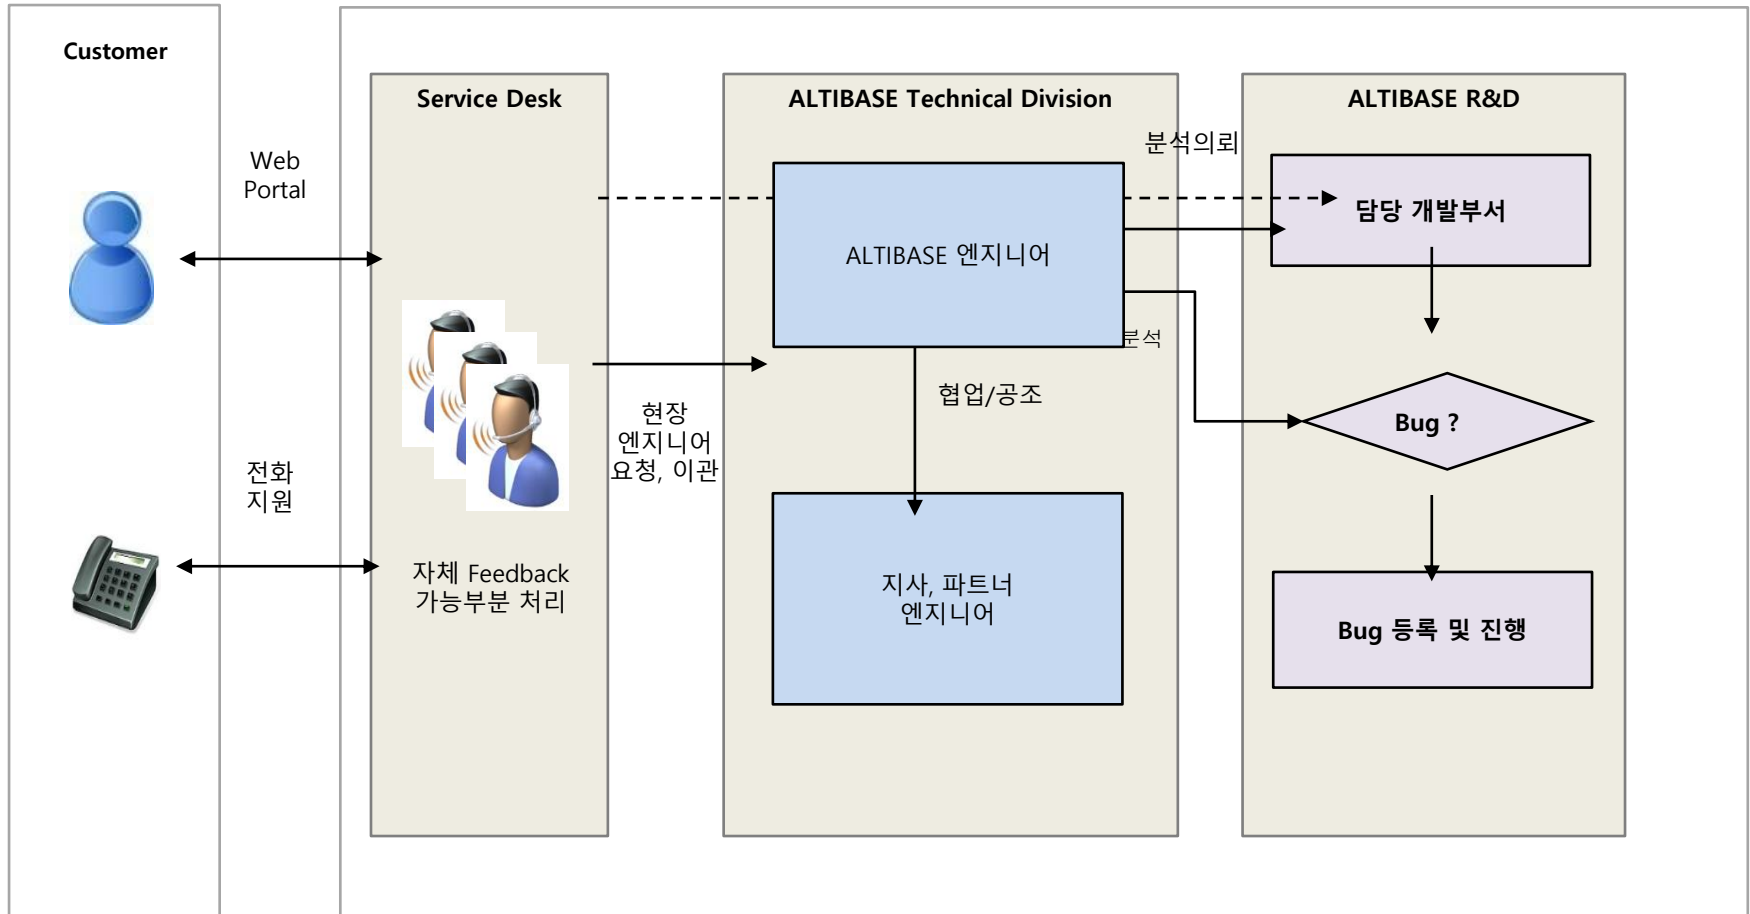 Customer
Web
Portal
전화
지원
Service Desk
자체 Feedback
가능부분 처리
현장
엔지니어
요청, 이관
ALTIBASE Technical Division
ALTIBASE 엔지니어
협업/공조
지사, 파트너
엔지니어
분석의뢰
분석
ALTIBASE R&D
담당 개발부서
Bug ?
Bug 등록 및 진행